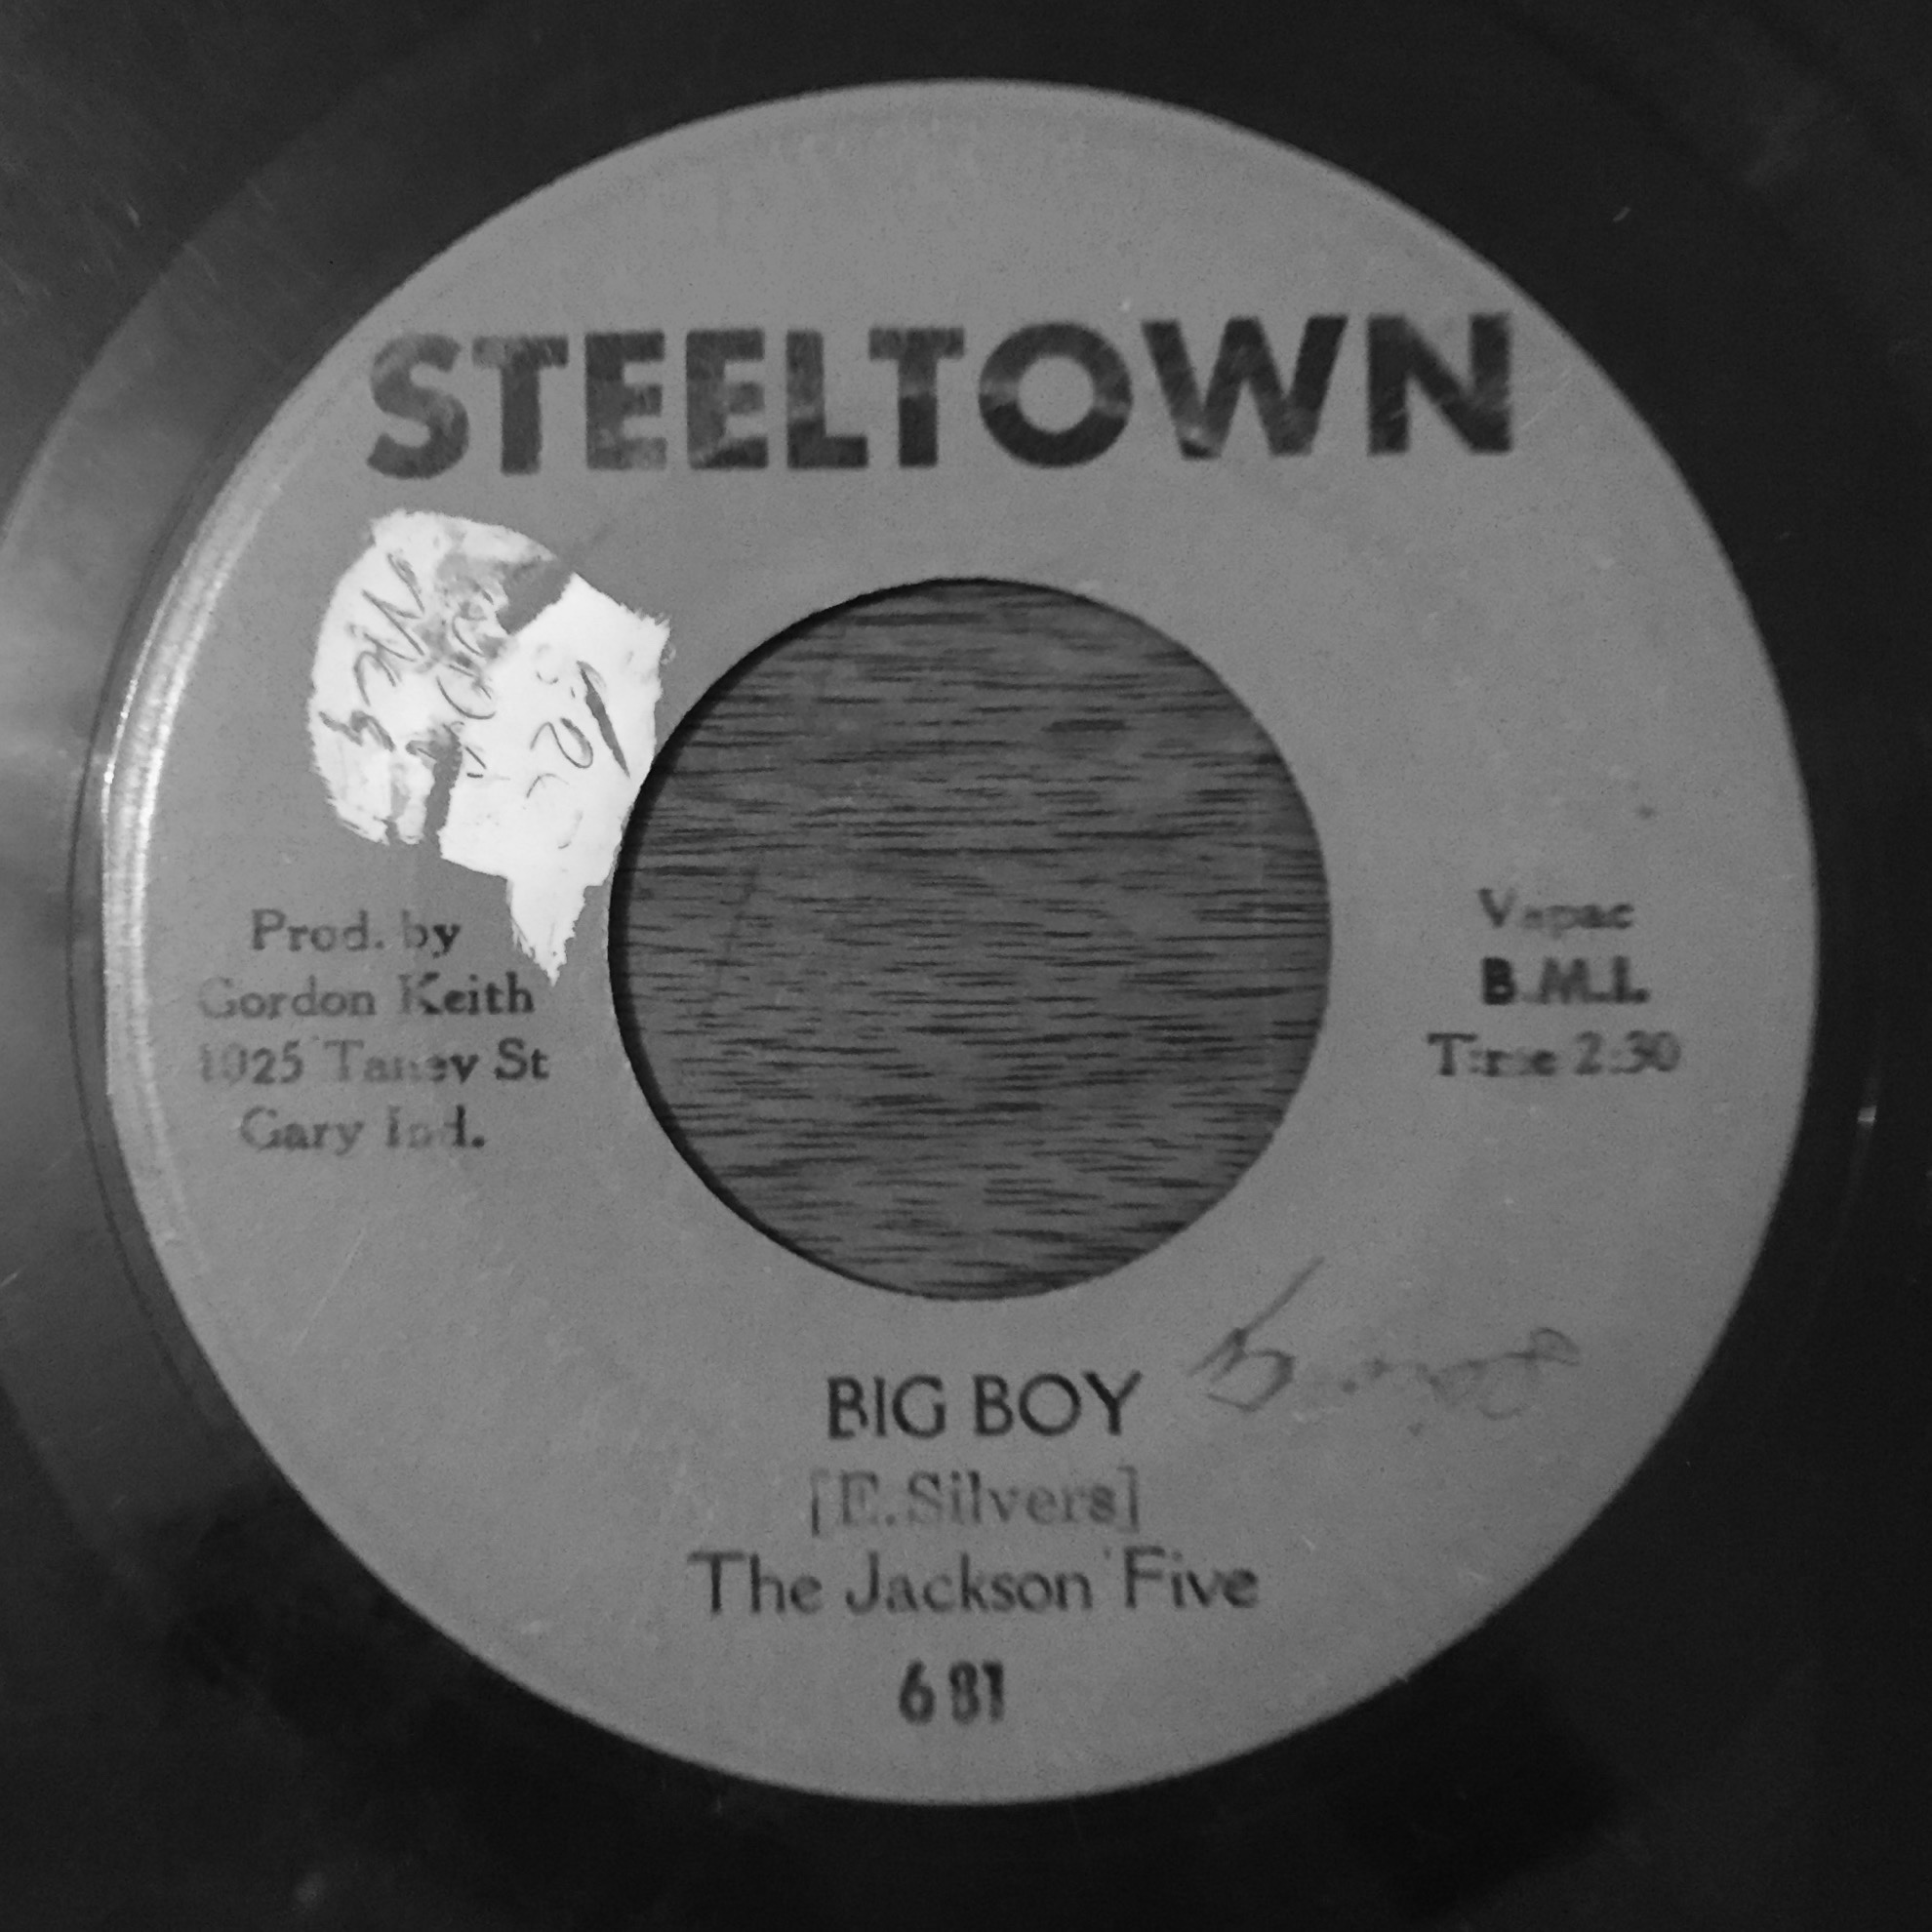 STEELTOWN
Prod. by
Gordon Keith
1025 Taney St
Gary Ind.
Vapac
B.M.I.
Time 2:30
BIG BOY
[E.Silvers]
The Jackson Five
681